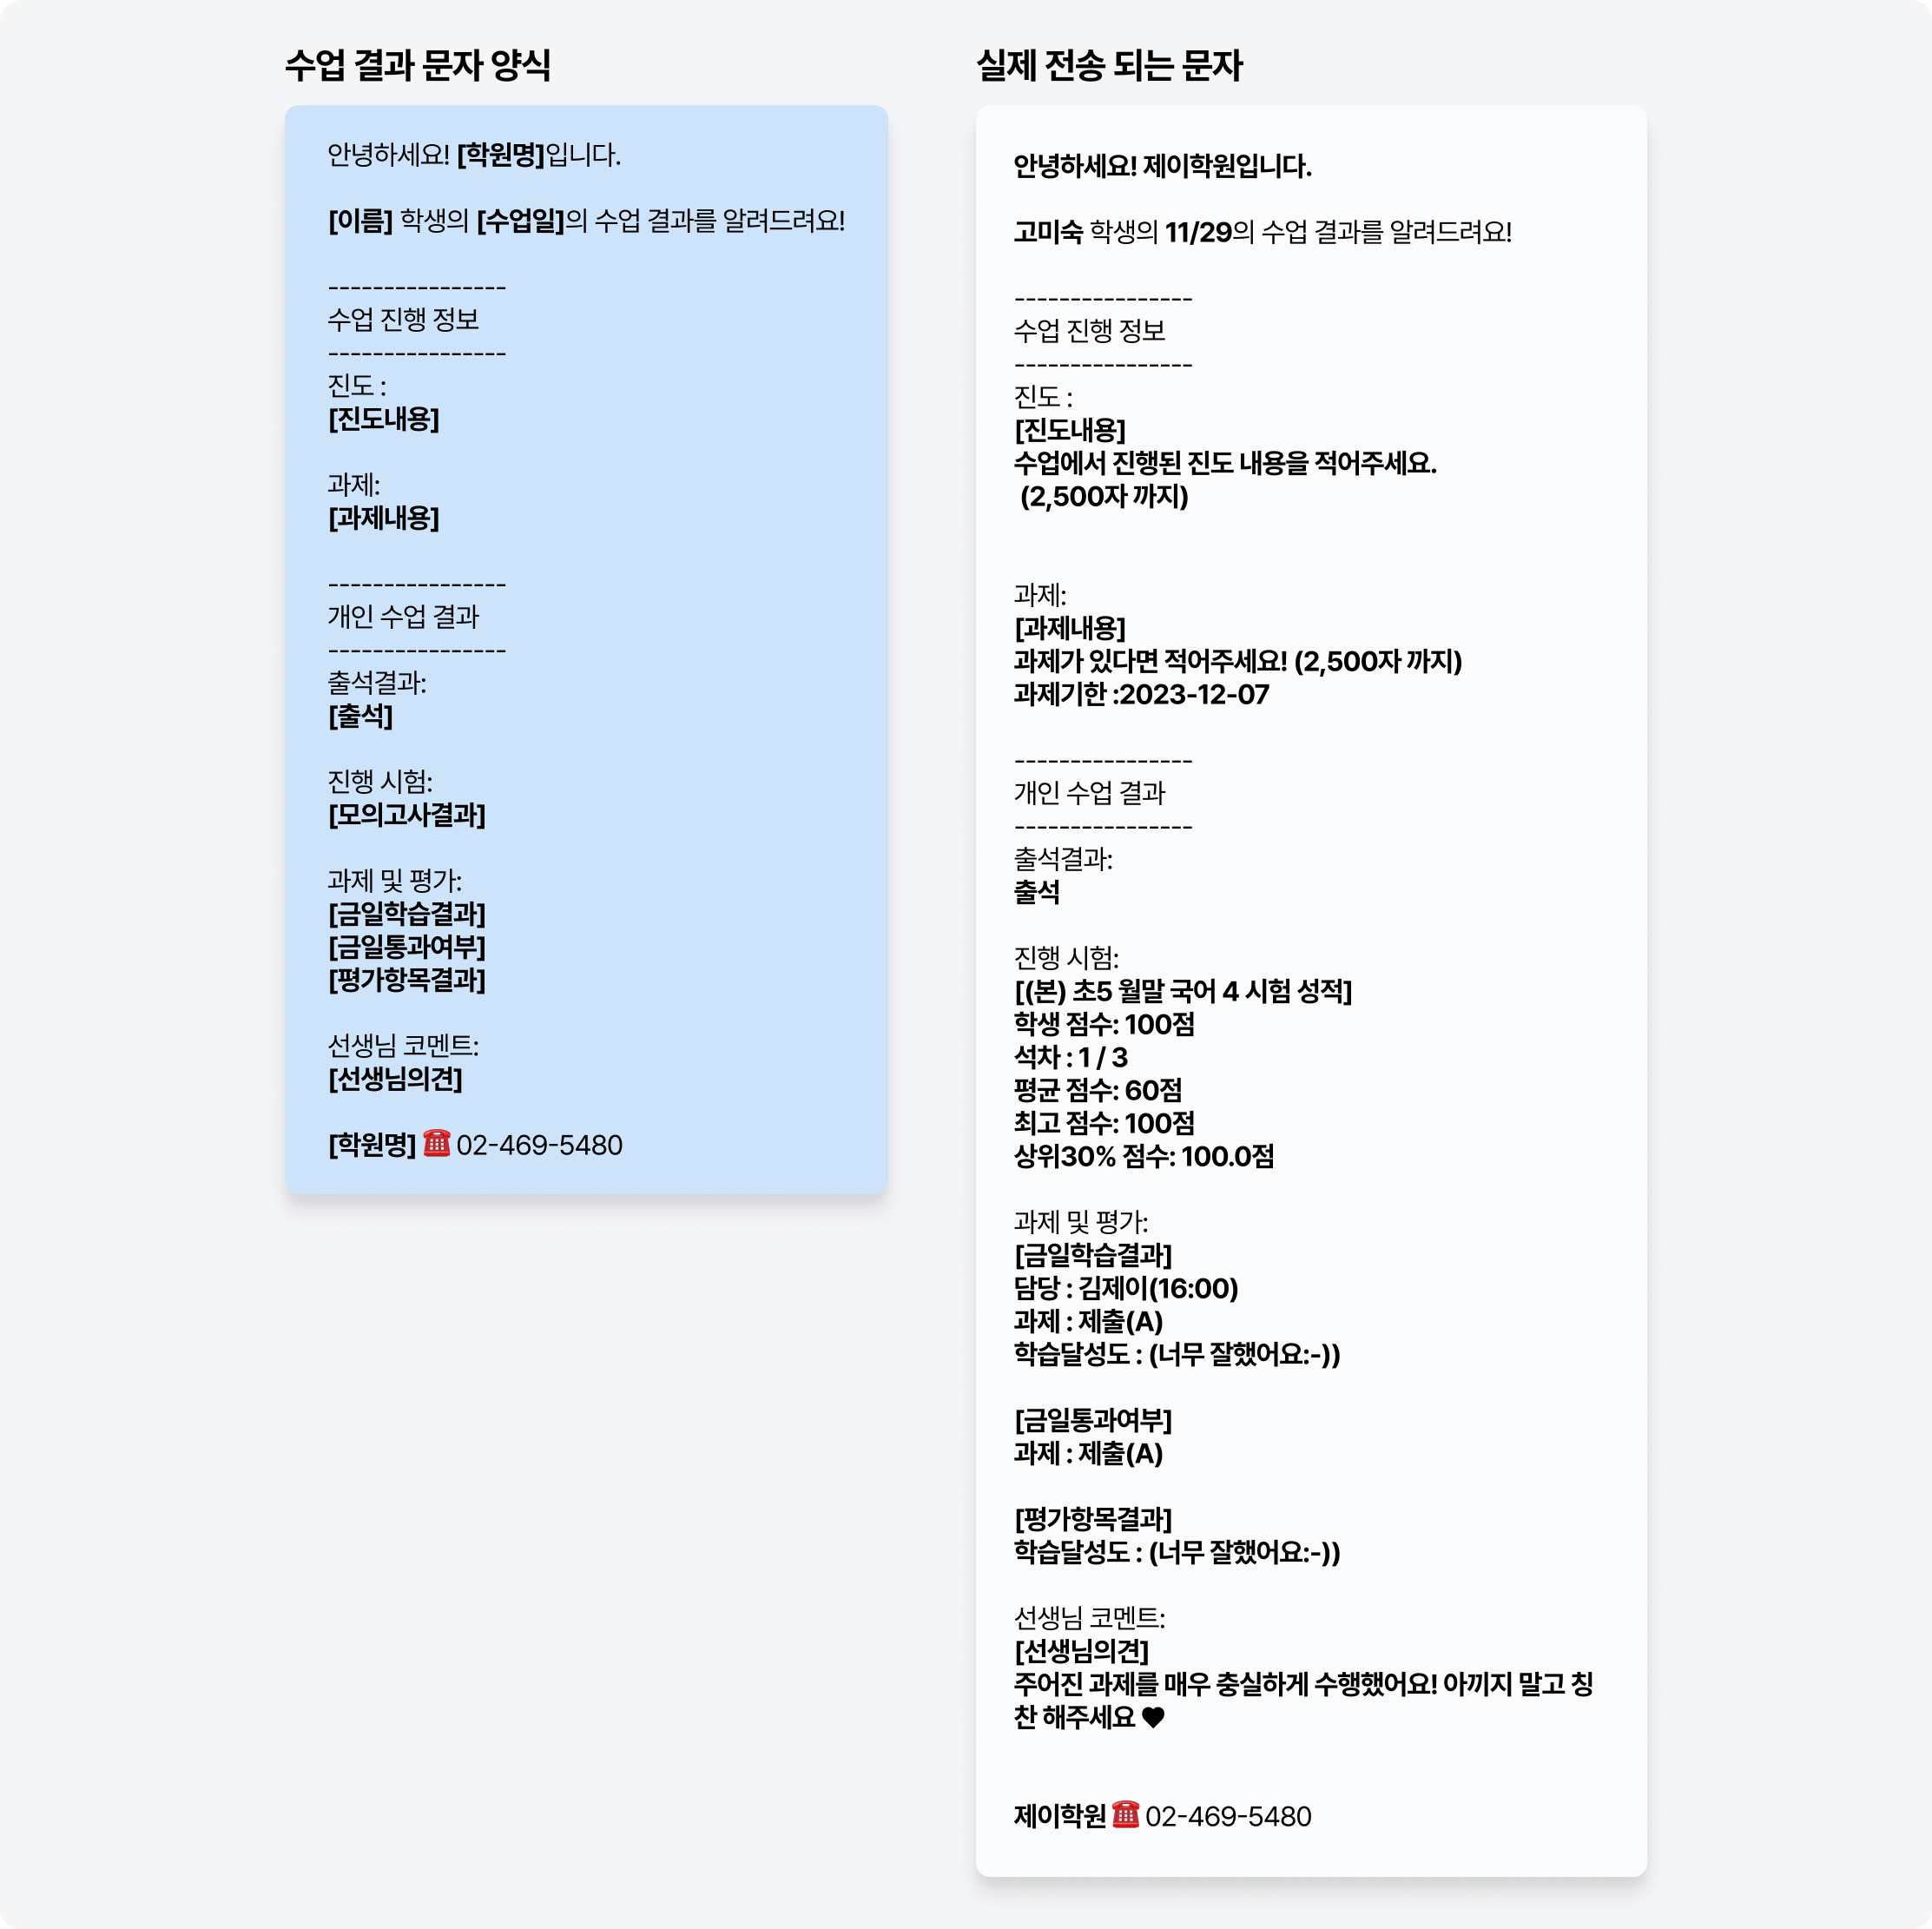 수업 결과 문자 양식
안녕하세요! [학원명]입니다.
[이름] 학생의 [수업일]의 수업 결과를 알려드려요!
----------------
수업 진행 정보
----------------
진도 :
[진도내용]
과제:
[과제내용]
----------------
개인 수업 결과
----------------
출석결과:
[출석]
진행 시험:
[모의고사결과]
과제 및 평가:
[금일학습결과]
[금일통과여부]
[평가항목결과]
선생님 코멘트:
[선생님의견]
[학원명] ☎️ 02-469-5480
실제 전송 되는 문자
안녕하세요! 제이학원입니다.
고미숙 학생의 11/29의 수업 결과를 알려드려요!
----------------
수업 진행 정보
----------------
진도 :
[진도내용]
수업에서 진행된 진도 내용을 적어주세요.
(2,500자 까지)
과제:
[과제내용]
과제가 있다면 적어주세요! (2,500자 까지)
과제기한 :2023-12-07
----------------
개인 수업 결과
----------------
출석결과:
출석
진행 시험:
[(본) 초5 월말 국어 4 시험 성적]
학생 점수: 100점
석차 : 1 / 3
평균 점수: 60점
최고 점수: 100점
상위30% 점수: 100.0점
과제 및 평가:
[금일학습결과]
담당 : 김제이(16:00)
과제 : 제출(A)
학습달성도 : (너무 잘했어요:-))
[금일통과여부]
과제 : 제출(A)
[평가항목결과]
학습달성도 : (너무 잘했어요:-))
선생님 코멘트:
[선생님의견]
주어진 과제를 매우 충실하게 수행했어요! 아끼지 말고 칭
찬 해주세요 ♥
제이학원 ☎️ 02-469-5480